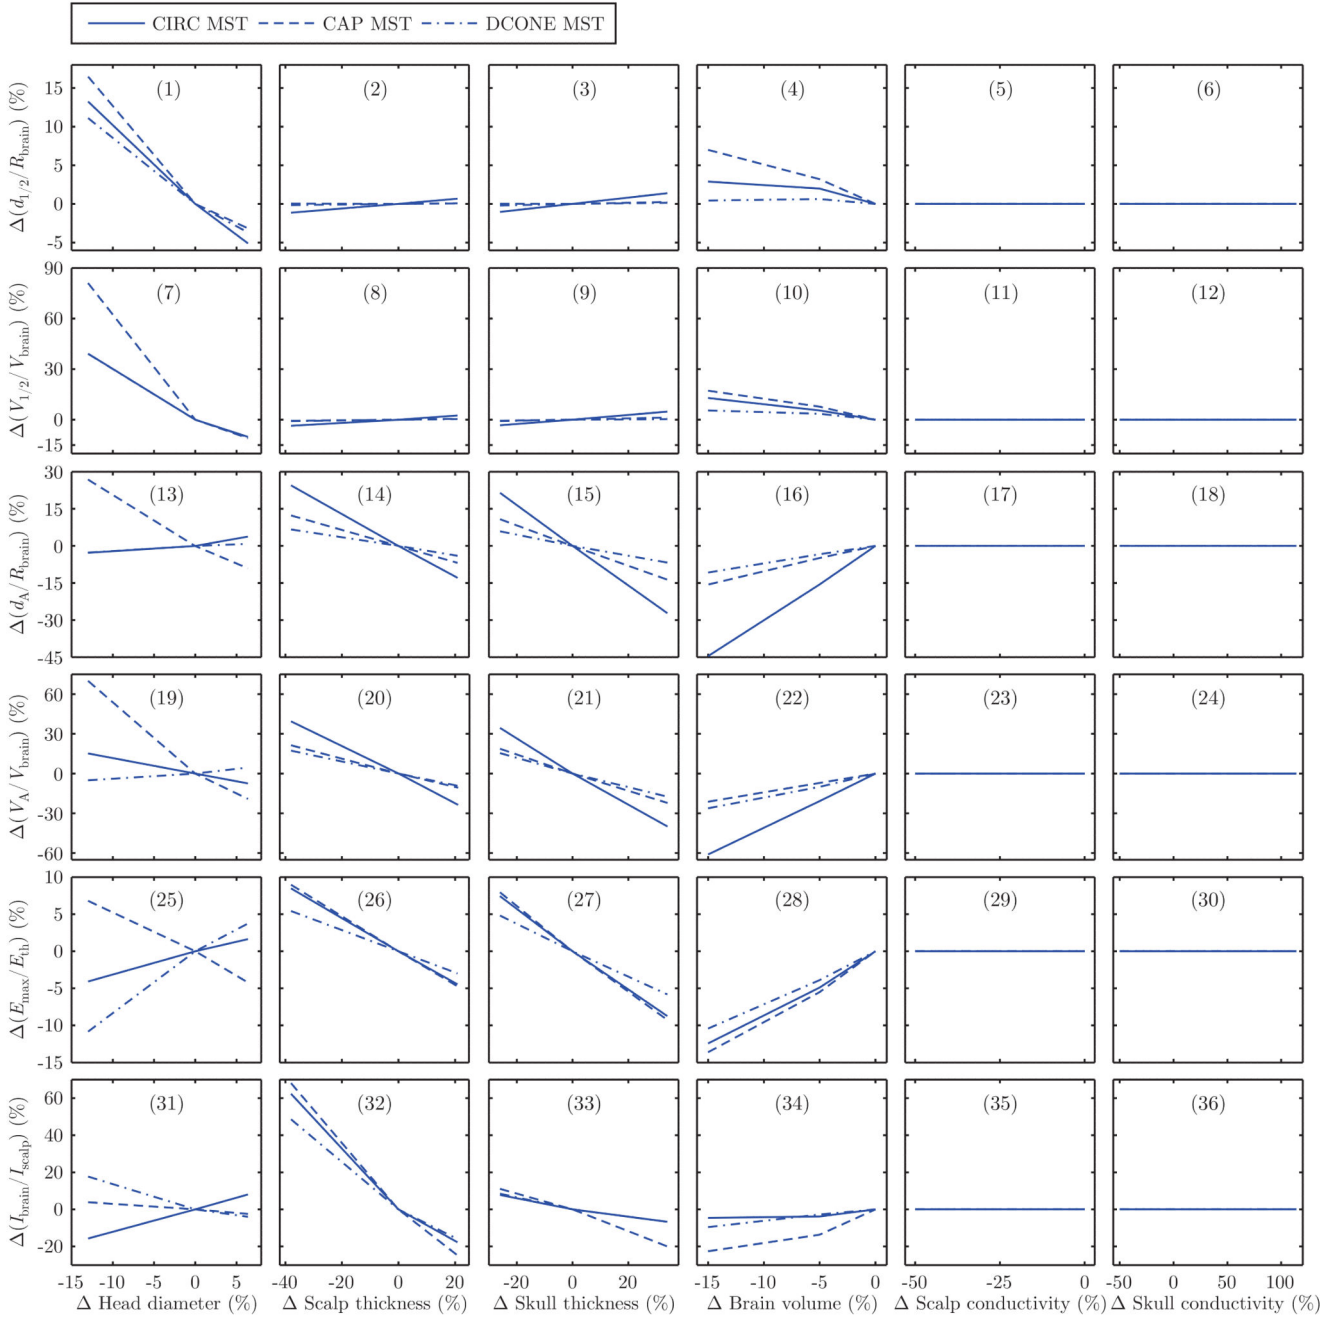 CIRC MST CAP MST DCONE MST
Δ(d1/2/Rbrain) (%)
15
10
5
0
-5
(1) (2) (3) (4) (5) (6)
Δ(V1/2/Vbrain) (%)
90
60
30
0
-15
(7) (8) (9) (10) (11) (12)
Δ(dA/Rbrain) (%)
30
15
0
-15
-30
-45
(13) (14) (15) (16) (17) (18)
Δ(VA/Vbrain) (%)
60
30
0
-30
-60
(19) (20) (21) (22) (23) (24)
Δ(Emax/Eth) (%)
10
5
0
-5
-10
-15
(25) (26) (27) (28) (29) (30)
Δ(Ibrain/Iscalp) (%)
60
40
20
0
-20
(31) (32) (33) (34) (35) (36)
-15 -10 -5 0 5 -40 -20 0 20 -20 0 20 -15 -10 -5 0 -50 -25 0 -50 0 50 100
Δ Head diameter (%) Δ Scalp thickness (%) Δ Skull thickness (%) Δ Brain volume (%) Δ Scalp conductivity (%) Δ Skull conductivity (%)